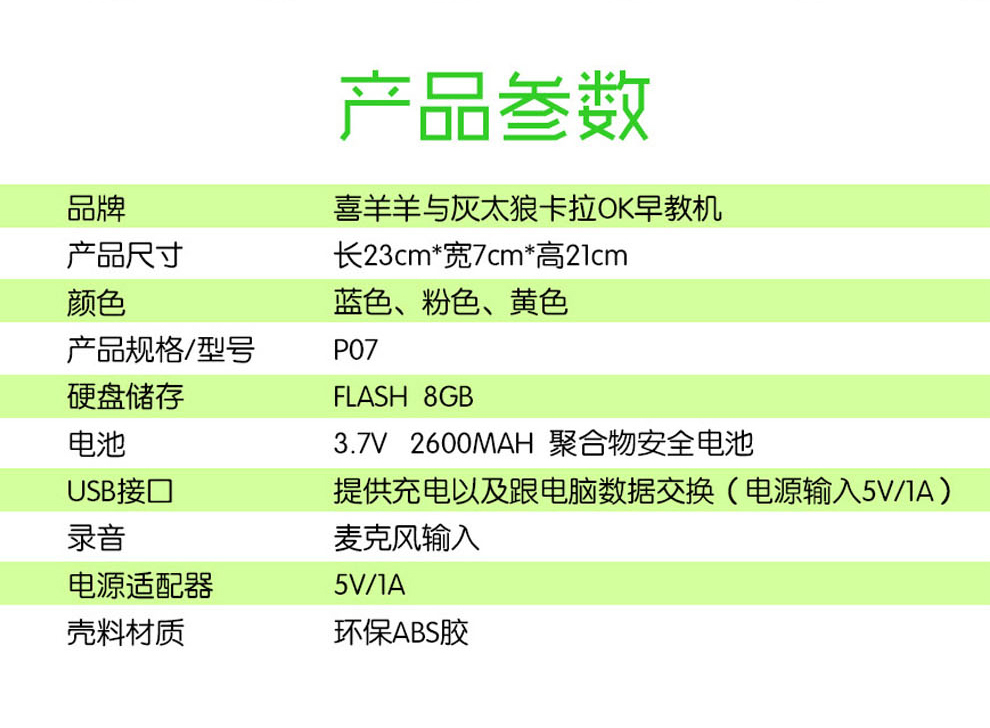 产品参数
品牌 喜羊羊与灰太狼卡拉OK早教机
产品尺寸 长23cm*宽7cm*高21cm
颜色 蓝色、粉色、黄色
产品规格/型号 P07
硬盘储存 FLASH 8GB
电池 3.7V 2600MAH 聚合物安全电池
USB接口 提供充电以及跟电脑数据交换（电源输入5V/1A）
录音 麦克风输入
电源适配器 5V/1A
壳料材质 环保ABS胶